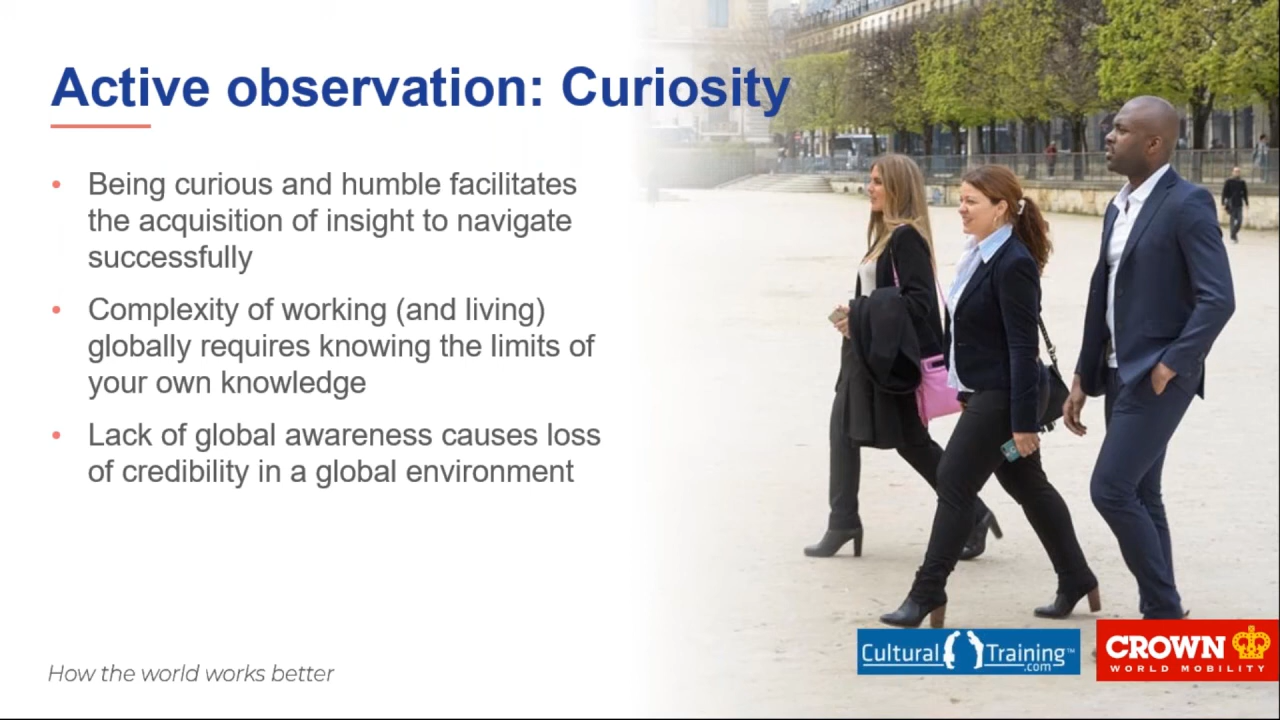 Active observation: Curiosity
• Being curious and humble facilitates
the acquisition of insight to navigate
successfully
• Complexity of working (and living)
globally requires knowing the limits of
your own knowledge
• Lack of global awareness causes loss
of credibility in a global environment
How the world works better
Cultural Training™
.com
CROWN
WORLD MOBILITY